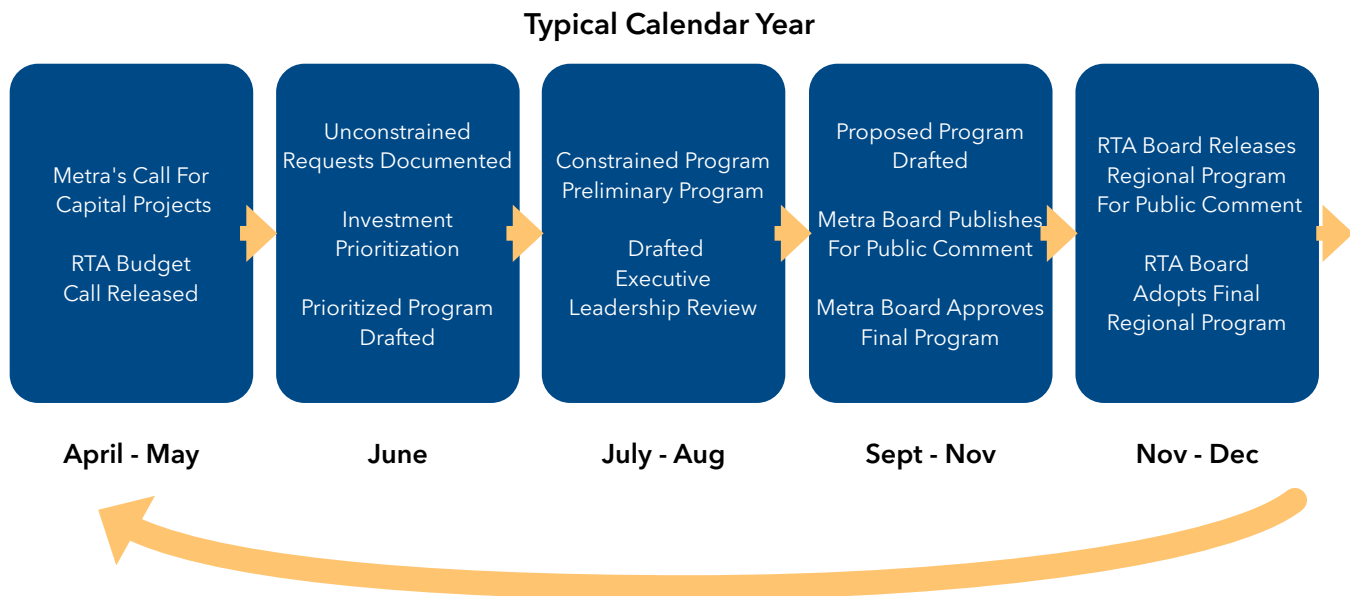 Typical Calendar Year
Metra's Call For
Capital Projects
RTA Budget
Call Released
April - May
Unconstrained
Requests Documented
Investment
Prioritization
Prioritized Program
Drafted
June
Constrained Program
Preliminary Program
Drafted
Executive
Leadership Review
July - Aug
Proposed Program
Drafted
Metra Board Publishes
For Public Comment
Metra Board Approves
Final Program
Sept - Nov
RTA Board Releases
Regional Program
For Public Comment
RTA Board
Adopts Final
Regional Program
Nov - Dec